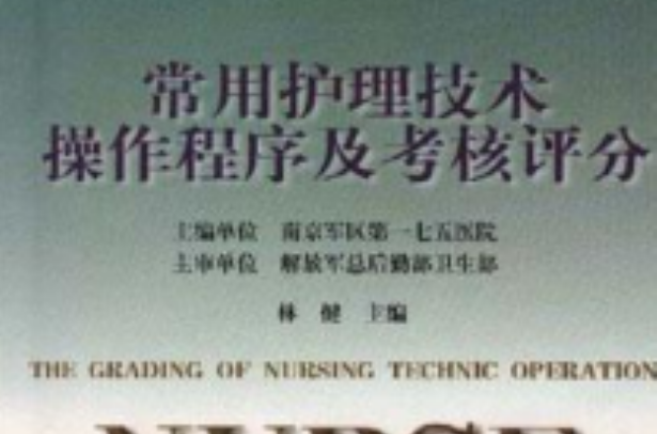 常用护理技术
操作程序及考核评分
主编单位 南京军区第一七五医院
主审单位 解放军总后勤部卫生部
林 健 主编
THE GRADING OF NURSING TECHNIC OPERATION